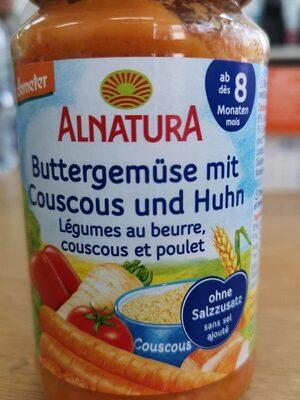 demeter
ab
dès 8
Monaten
mois
ALNATURA
Buttergemüse mit
Couscous und Huhn
Légumes au beurre,
couscous et poulet
ohne
Salzzusatz
sans sel
ajouté
Couscous